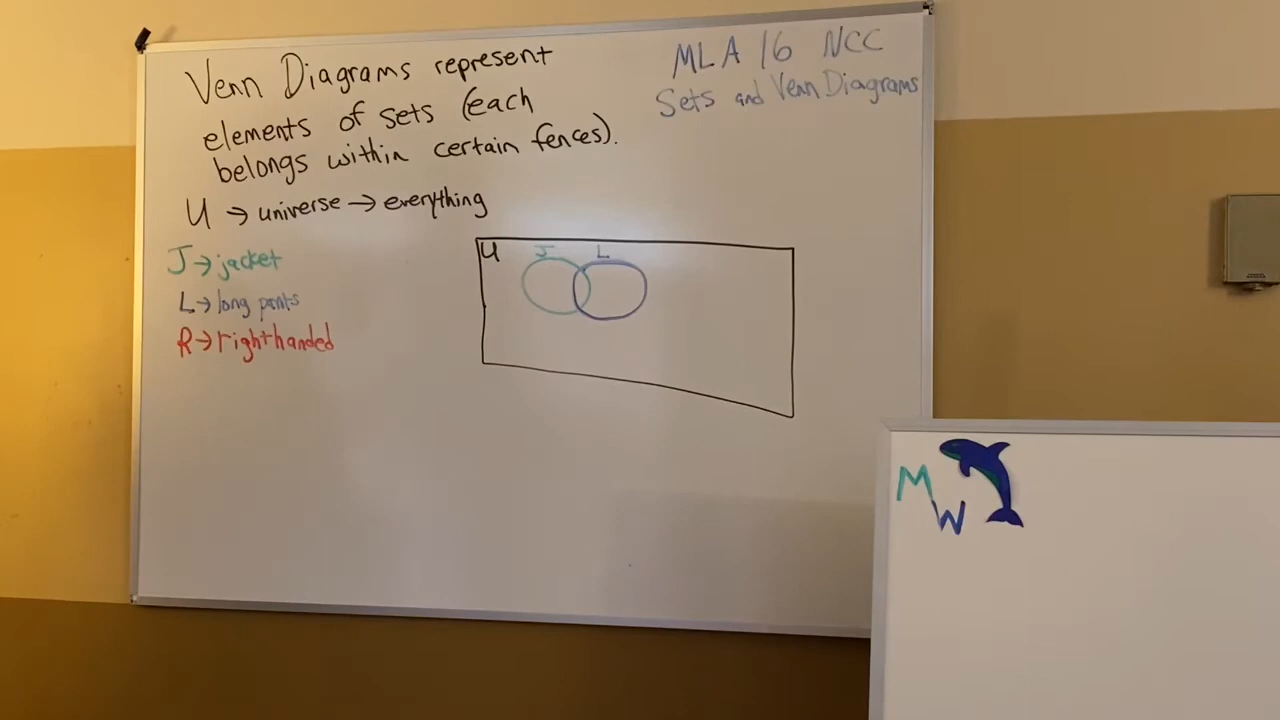 Venn Diagrams represent
elements of sets (each
belongs within certain fences).
MLA 16 NCC
Sets and Venn Diagrams
U → universe → everything
J → jacket
L → long pants
R → righthanded
U
J
L
M
W